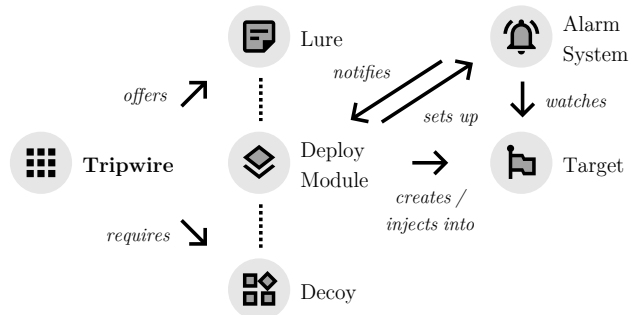 Lure
Alarm
System
notifies
offers
sets up
watches
Tripwire
Deploy
Module
Target
creates /
injects into
requires
Decoy